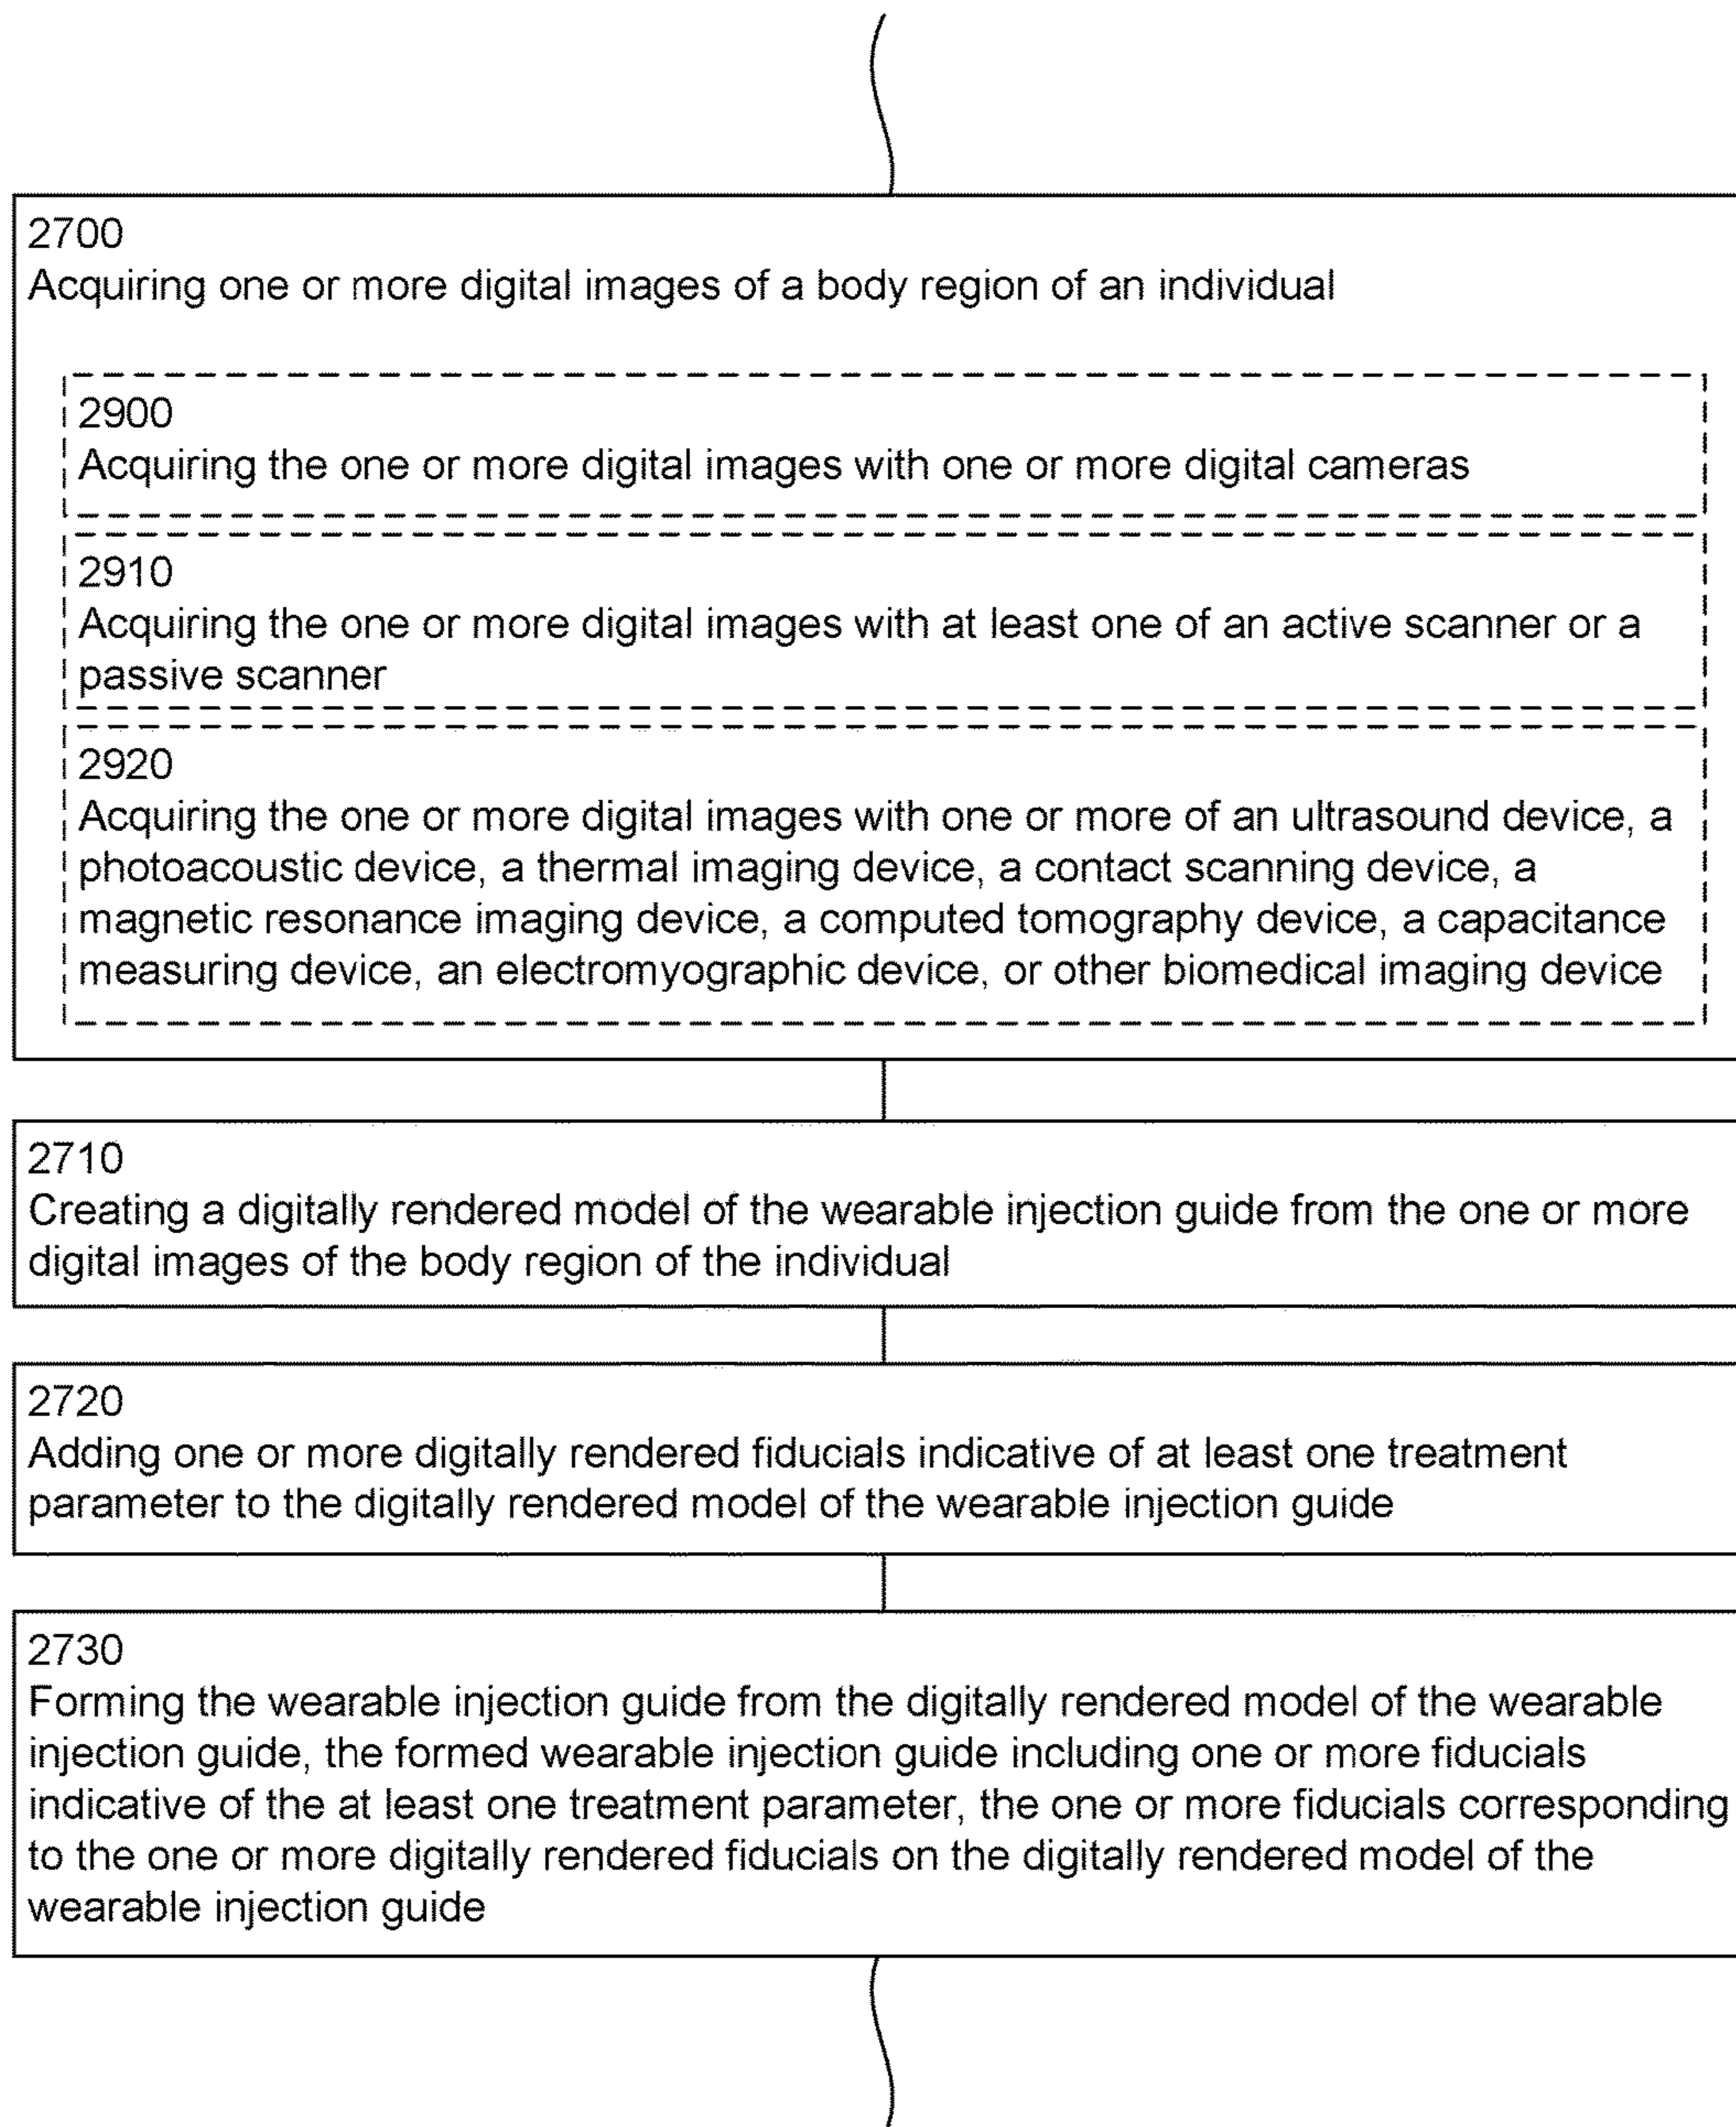 2700
Acquiring one or more digital images of a body region of an individual
2900
Acquiring the one or more digital images with one or more digital cameras
2910
Acquiring the one or more digital images with at least one of an active scanner or a
passive scanner
2920
Acquiring the one or more digital images with one or more of an ultrasound device, a
photoacoustic device, a thermal imaging device, a contact scanning device, a
magnetic resonance imaging device, a computed tomography device, a capacitance
measuring device, an electromyographic device, or other biomedical imaging device
2710
Creating a digitally rendered model of the wearable injection guide from the one or more
digital images of the body region of the individual
2720
Adding one or more digitally rendered fiducials indicative of at least one treatment
parameter to the digitally rendered model of the wearable injection guide
2730
Forming the wearable injection guide from the digitally rendered model of the wearable
injection guide, the formed wearable injection guide including one or more fiducials
indicative of the at least one treatment parameter, the one or more fiducials corresponding
to the one or more digitally rendered fiducials on the digitally rendered model of the
wearable injection guide